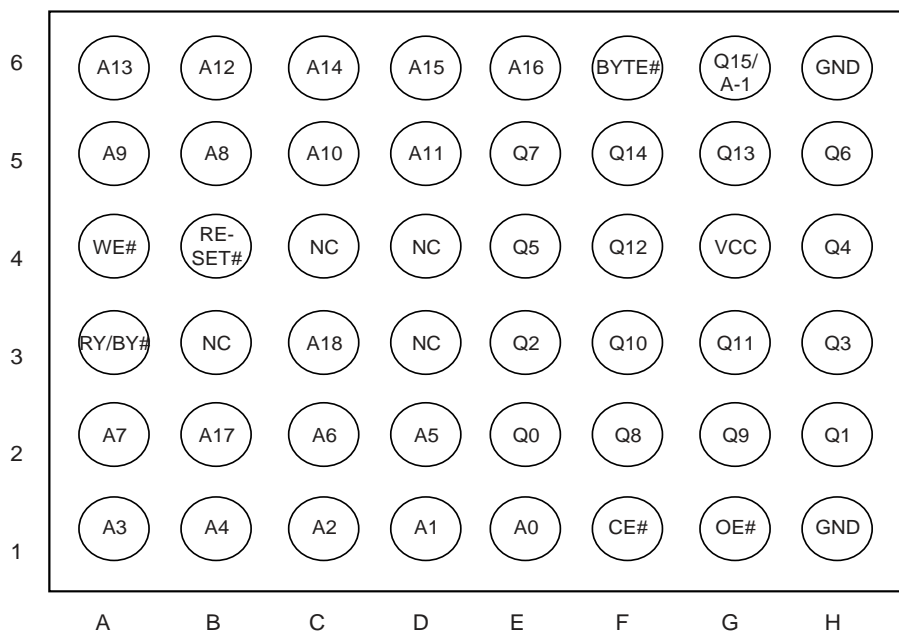 6 A13 A12 A14 A15 A16 BYTE# Q15/ A-1 GND
5 A9 A8 A10 A11 Q7 Q14 Q13 Q6
4 WE# RE- SET# NC NC Q5 Q12 VCC Q4
3 RY/BY# NC A18 NC Q2 Q10 Q11 Q3
2 A7 A17 A6 A5 Q0 Q8 Q9 Q1
1 A3 A4 A2 A1 A0 CE# OE# GND
A B C D E F G H